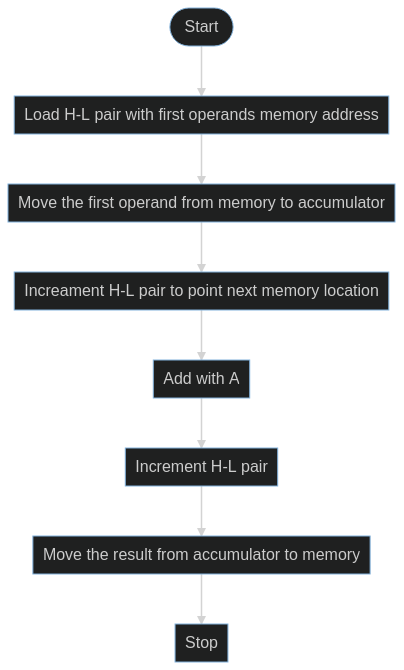 Start
Load H-L pair with first operands memory address
Move the first operand from memory to accumulator
Increament H-L pair to point next memory location
Add with A
Increment H-L pair
Move the result from accumulator to memory
Stop